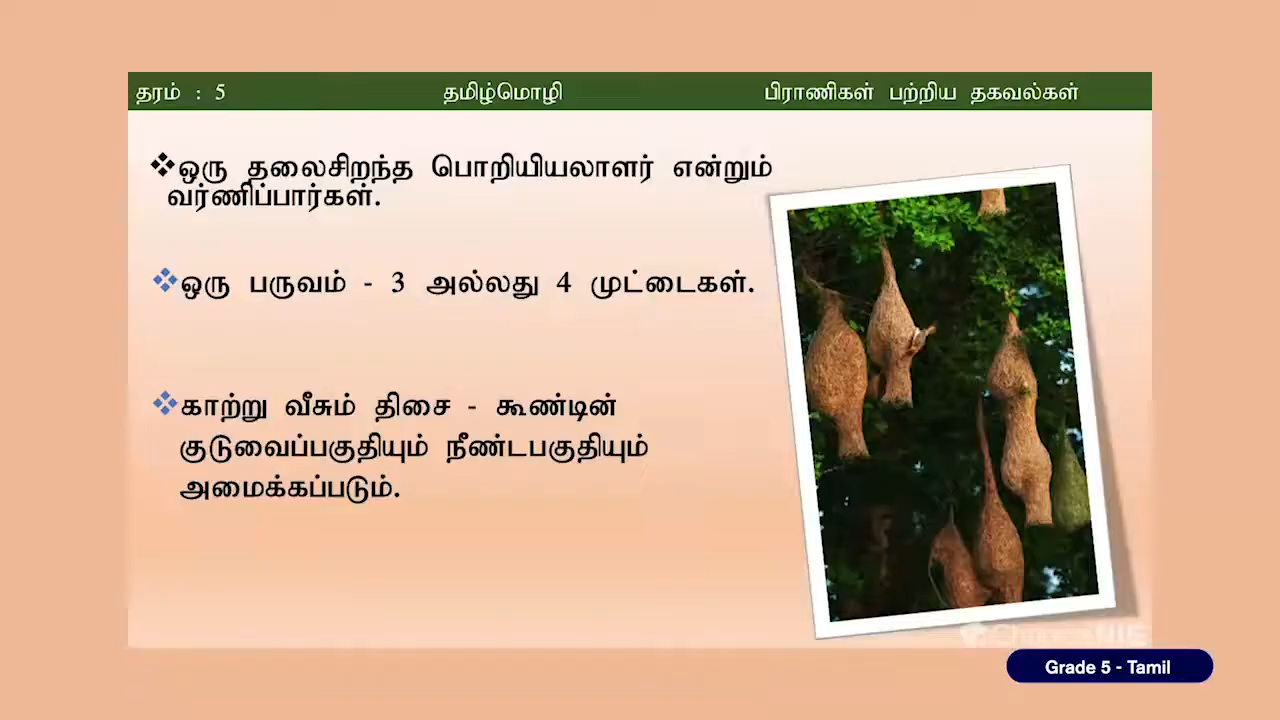 தரம் : 5 தமிழ்மொழி பிராணிகள் பற்றிய தகவல்கள்
❖ஒரு தலைசிறந்த பொறியியலாளர் என்றும்
வர்ணிப்பார்கள்.
❖ஒரு பருவம் - 3 அல்லது 4 முட்டைகள்.
❖காற்று வீசும் திசை - கூண்டின்
குடுவைப்பகுதியும் நீண்டபகுதியும்
அமைக்கப்படும்.
NIE
Grade 5 - Tamil